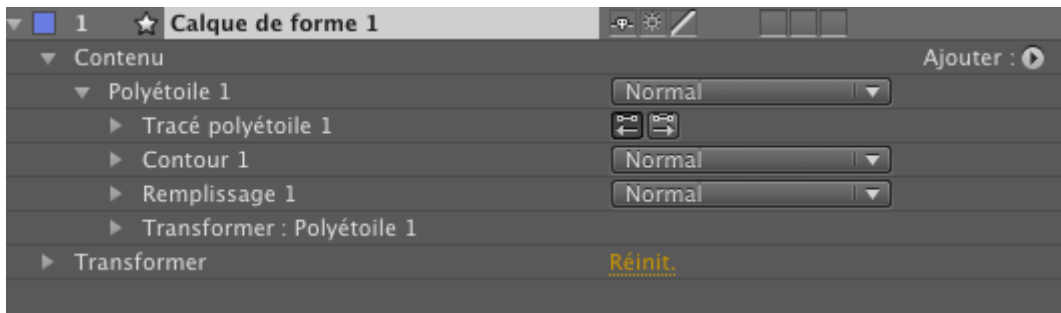 1 Calque de forme 1
Contenu Ajouter :
Polyétoile 1 Normal
Tracé polyétoile 1
Contour 1 Normal
Remplissage 1 Normal
Transformer : Polyétoile 1
Transformer Réinit.